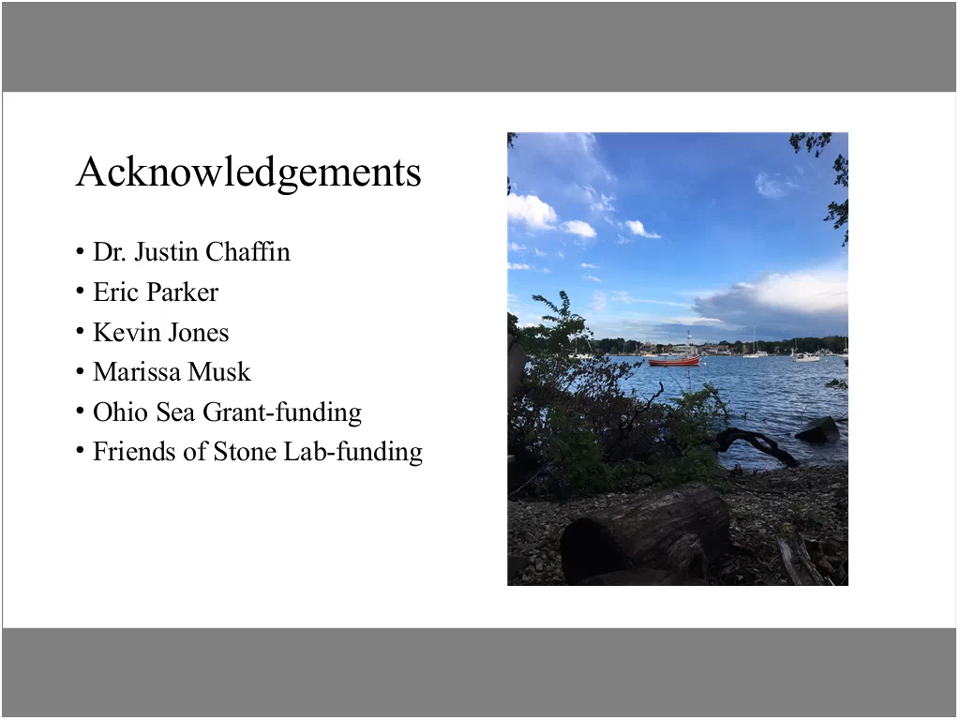 Acknowledgements
• Dr. Justin Chaffin
• Eric Parker
• Kevin Jones
• Marissa Musk
• Ohio Sea Grant-funding
• Friends of Stone Lab-funding